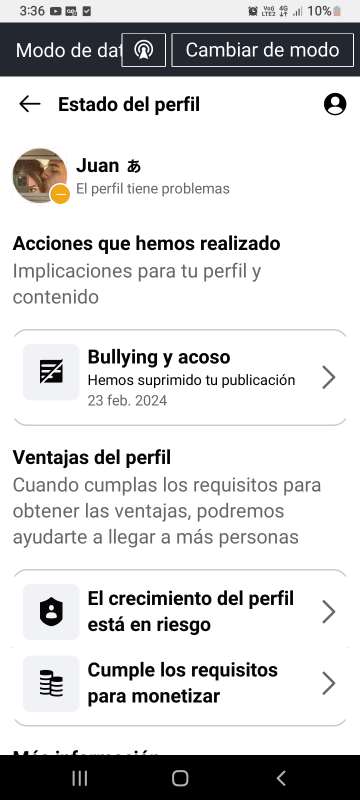 3:36
Vo9 LTE2 4G 10%
Modo de dat
Cambiar de modo
Estado del perfil
Juan あ
El perfil tiene problemas
Acciones que hemos realizado
Implicaciones para tu perfil y
contenido
Bullying y acoso
Hemos suprimido tu publicación
23 feb. 2024
Ventajas del perfil
Cuando cumplas los requisitos para
obtener las ventajas, podremos
ayudarte a llegar a más personas
El crecimiento del perfil
está en riesgo
Cumple los requisitos
para monetizar
Más información